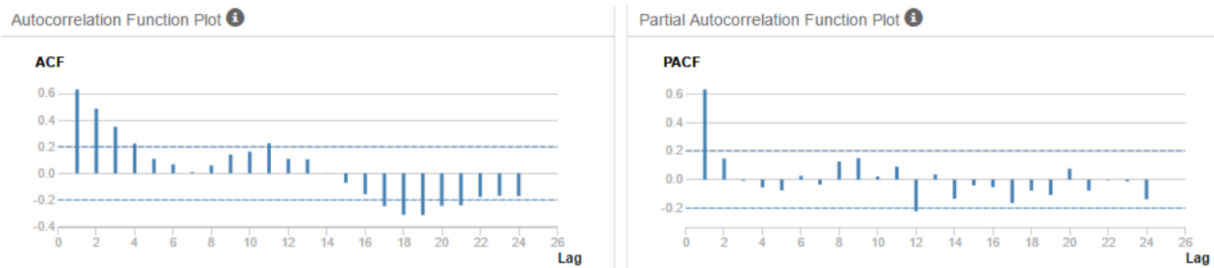 Autocorrelation Function Plot
ACF
0.6
0.4
0.2
0.0
-0.2
-0.4
0 2 4 6 8 10 12 14 16 18 20 22 24 26
Lag
Partial Autocorrelation Function Plot
PACF
0.6
0.4
0.2
0.0
-0.2
0 2 4 6 8 10 12 14 16 18 20 22 24 26
Lag